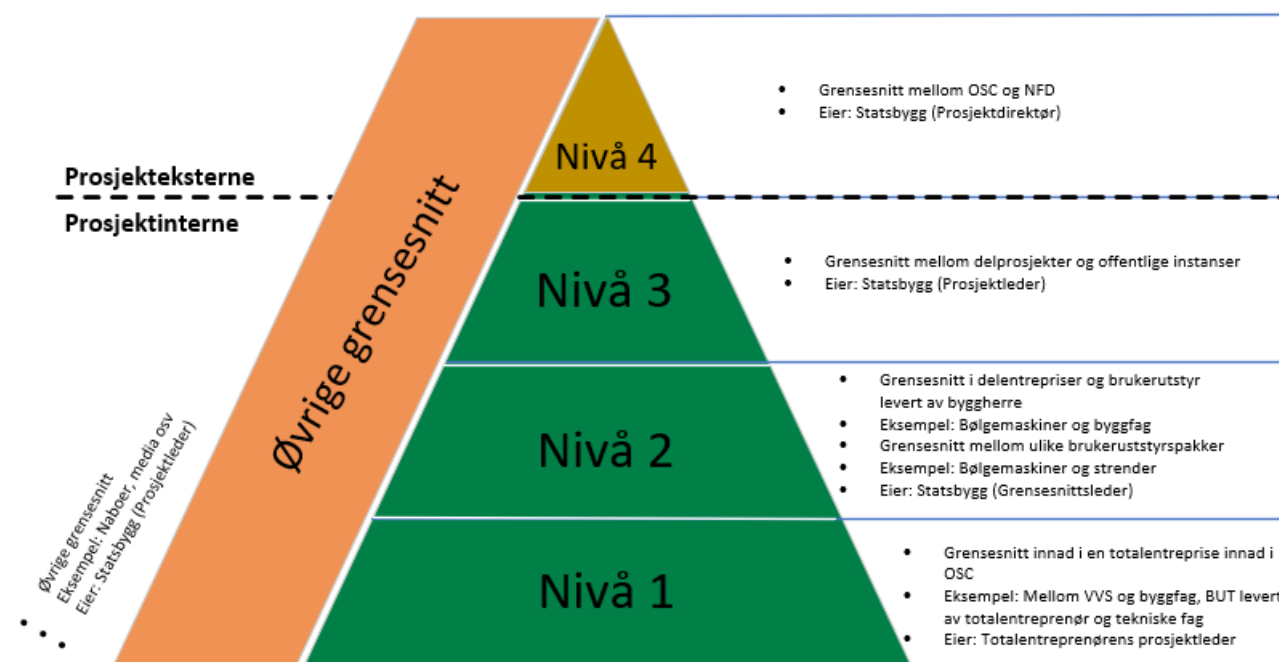 • Grensesnitt mellom OSC og NFD
• Eier: Statsbygg (Prosjektdirektør)
Nivå 4
Prosjekteksterne
Prosjektinterne
Øvrige grensesnitt
Nivå 3
• Grensesnitt mellom delprosjekter og offentlige instanser
• Eier: Statsbygg (Prosjektleder)
Nivå 2
• Grensesnitt i delentrepriser og brukerutstyr
levert av byggherre
• Eksempel: Bølgemaskiner og byggfag
• Grensesnitt mellom ulike brukeruststyrspakker
• Eksempel: Bølgemaskiner og strender
• Eier: Statsbygg (Grensesnittsleder)
• Øvrige grensesnitt
• Eksempel: Naboer, media osv
• Eier: Statsbygg (Prosjektleder)
Nivå 1
• Grensesnitt innad i en totalentreprise innad i
OSC
• Eksempel: Mellom VVS og byggfag, BUT levert
av totalentreprenør og tekniske fag
• Eier: Totalentreprenørens prosjektleder